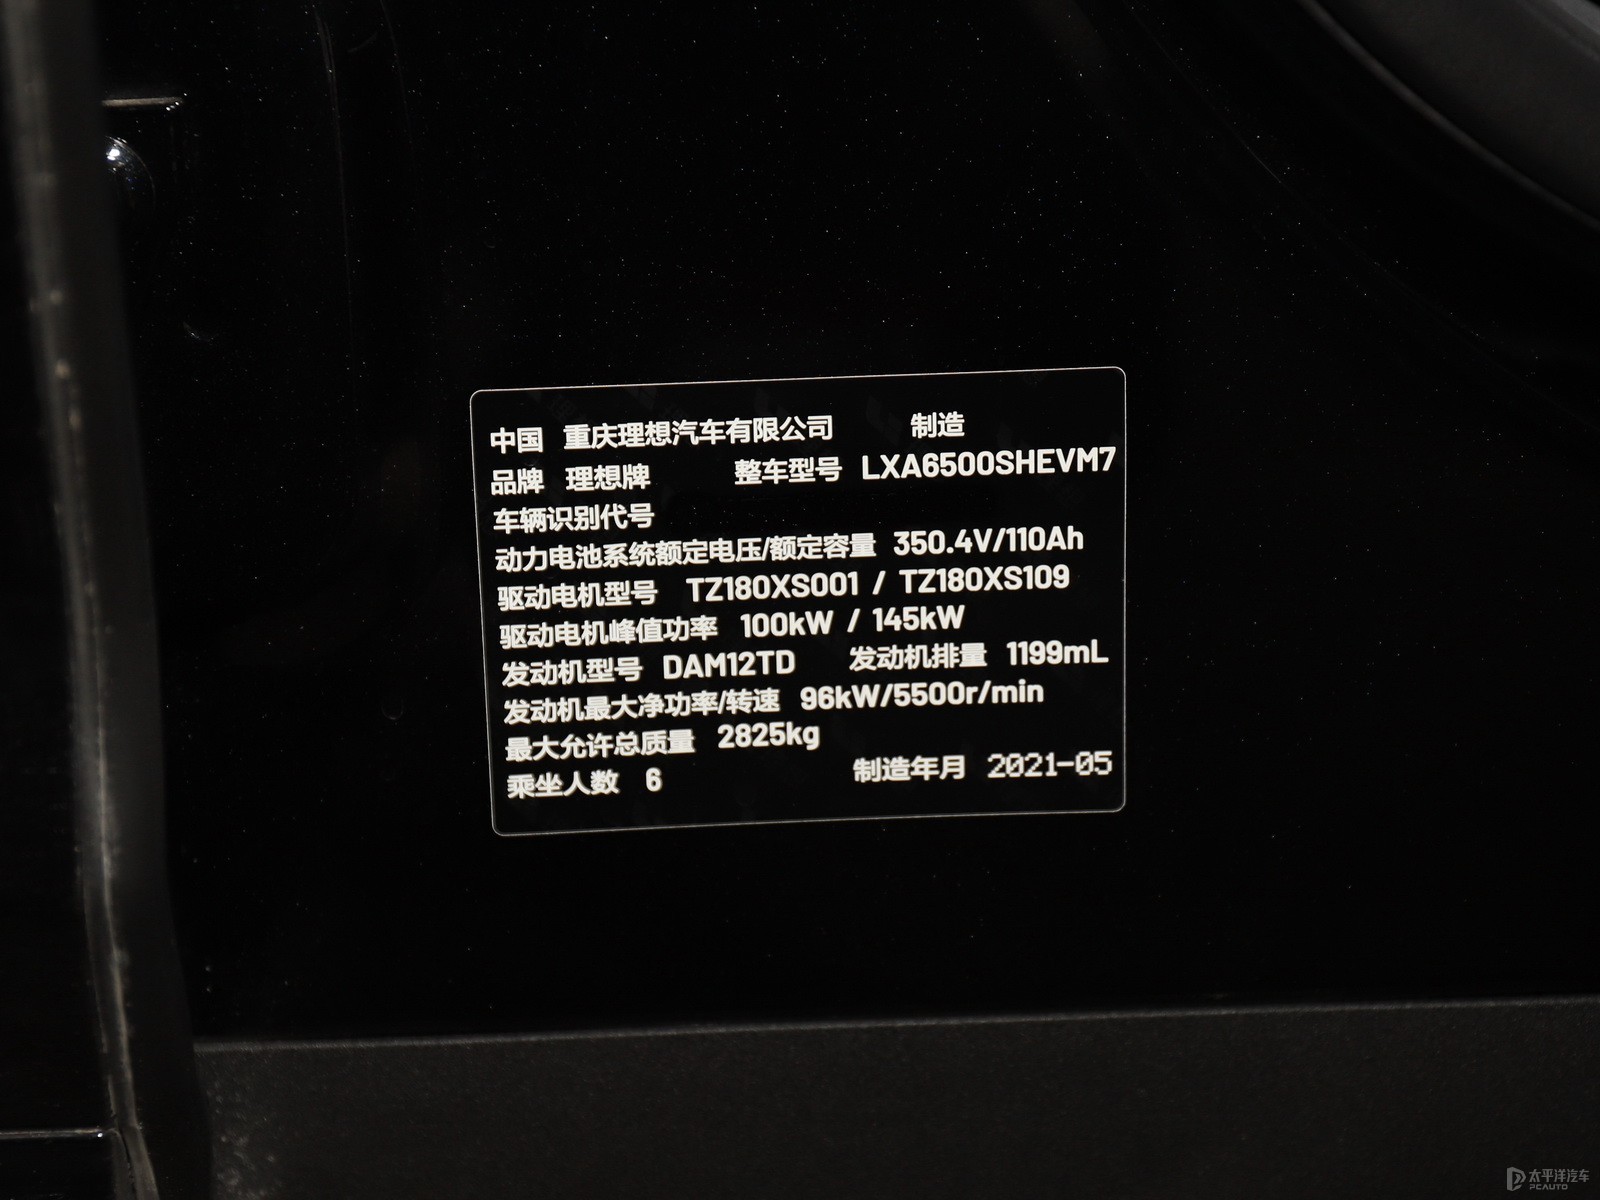 中国 重庆理想汽车有限公司 制造
品牌 理想牌 整车型号 LXA6500SHEVM7
车辆识别代号
动力电池系统额定电压/额定容量 350.4V/110Ah
驱动电机型号 TZ180XS001 / TZ180XS109
驱动电机峰值功率 100kW / 145kW
发动机型号 DAM12TD 发动机排量 1199mL
发动机最大净功率/转速 96kW/5500r/min
最大允许总质量 2825kg
乘坐人数 6 制造年月 2021-05
太平洋汽车
PCAUTO